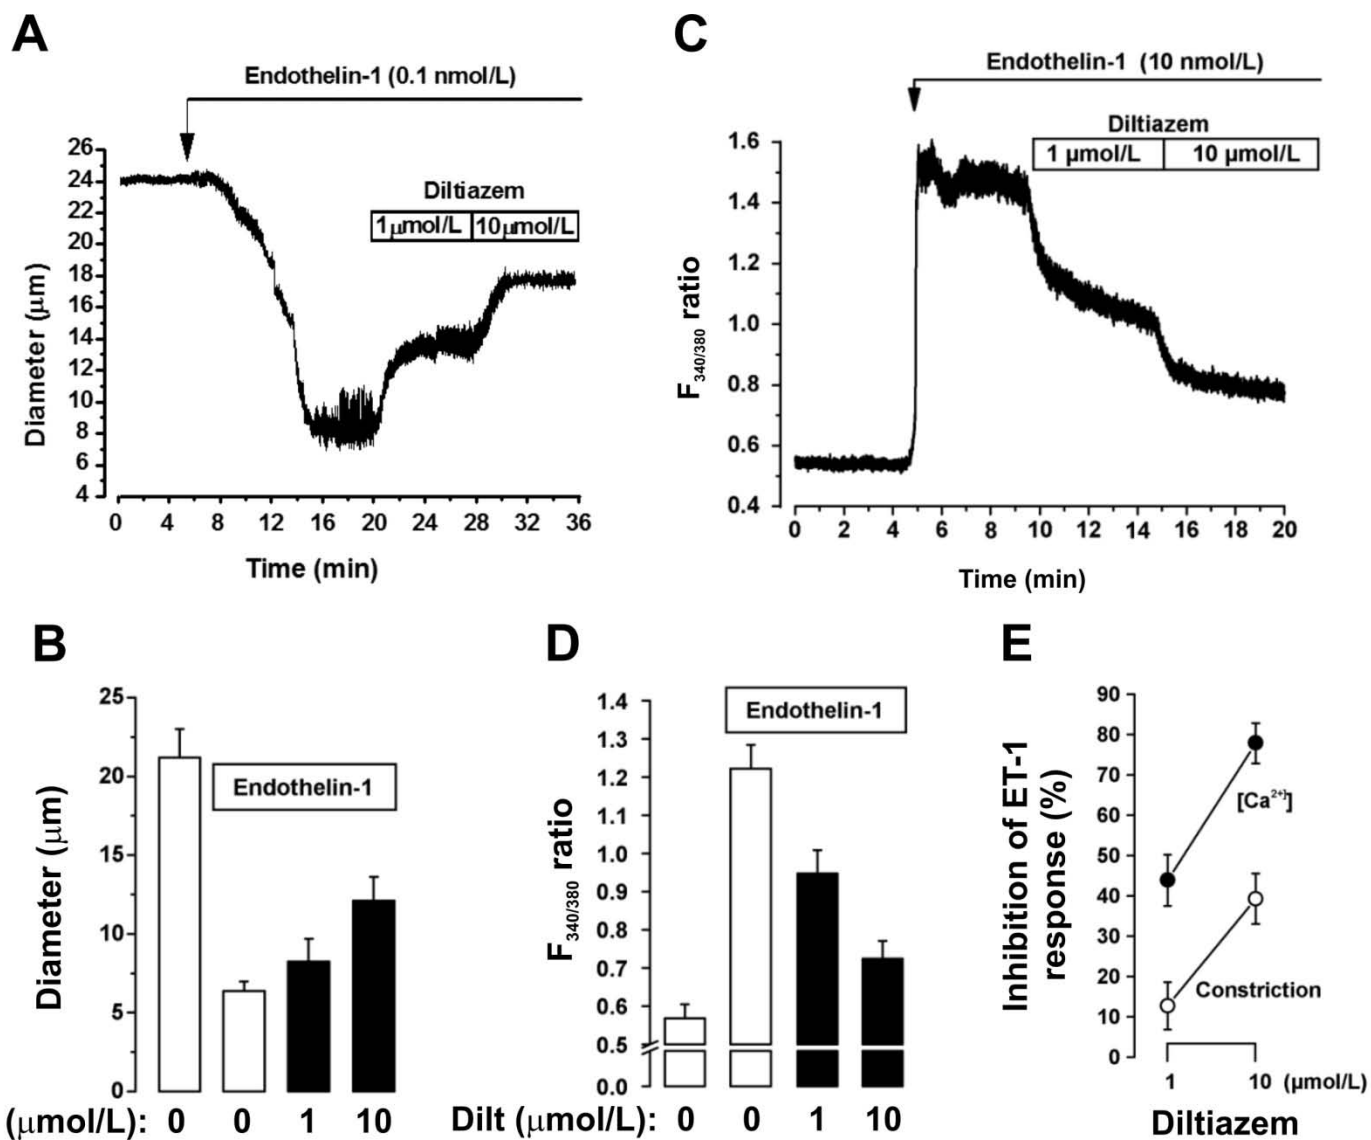 A
Endothelin-1 (0.1 nmol/L)
Diltiazem
1μmol/L 10μmol/L
Diameter (μm)
26
24
22
20
18
16
14
12
10
8
6
4
0 4 8 12 16 20 24 28 32 36
Time (min)
C
Endothelin-1 (10 nmol/L)
Diltiazem
1 μmol/L 10 μmol/L
F340/380 ratio
1.6
1.4
1.2
1.0
0.8
0.6
0.4
0 2 4 6 8 10 12 14 16 18 20
Time (min)
B
Endothelin-1
Diameter (μm)
25
20
15
10
5
0
(μmol/L): 0 0 1 10
D
Endothelin-1
F340/380 ratio
1.4
1.3
1.2
1.1
1.0
0.9
0.8
0.7
0.6
0.5
0.0
Dilt (μmol/L): 0 0 1 10
E
Inhibition of ET-1
response (%)
90
80
70
60
50
40
30
20
10
0
[Ca2+]
Constriction
1 10 (μmol/L)
Diltiazem